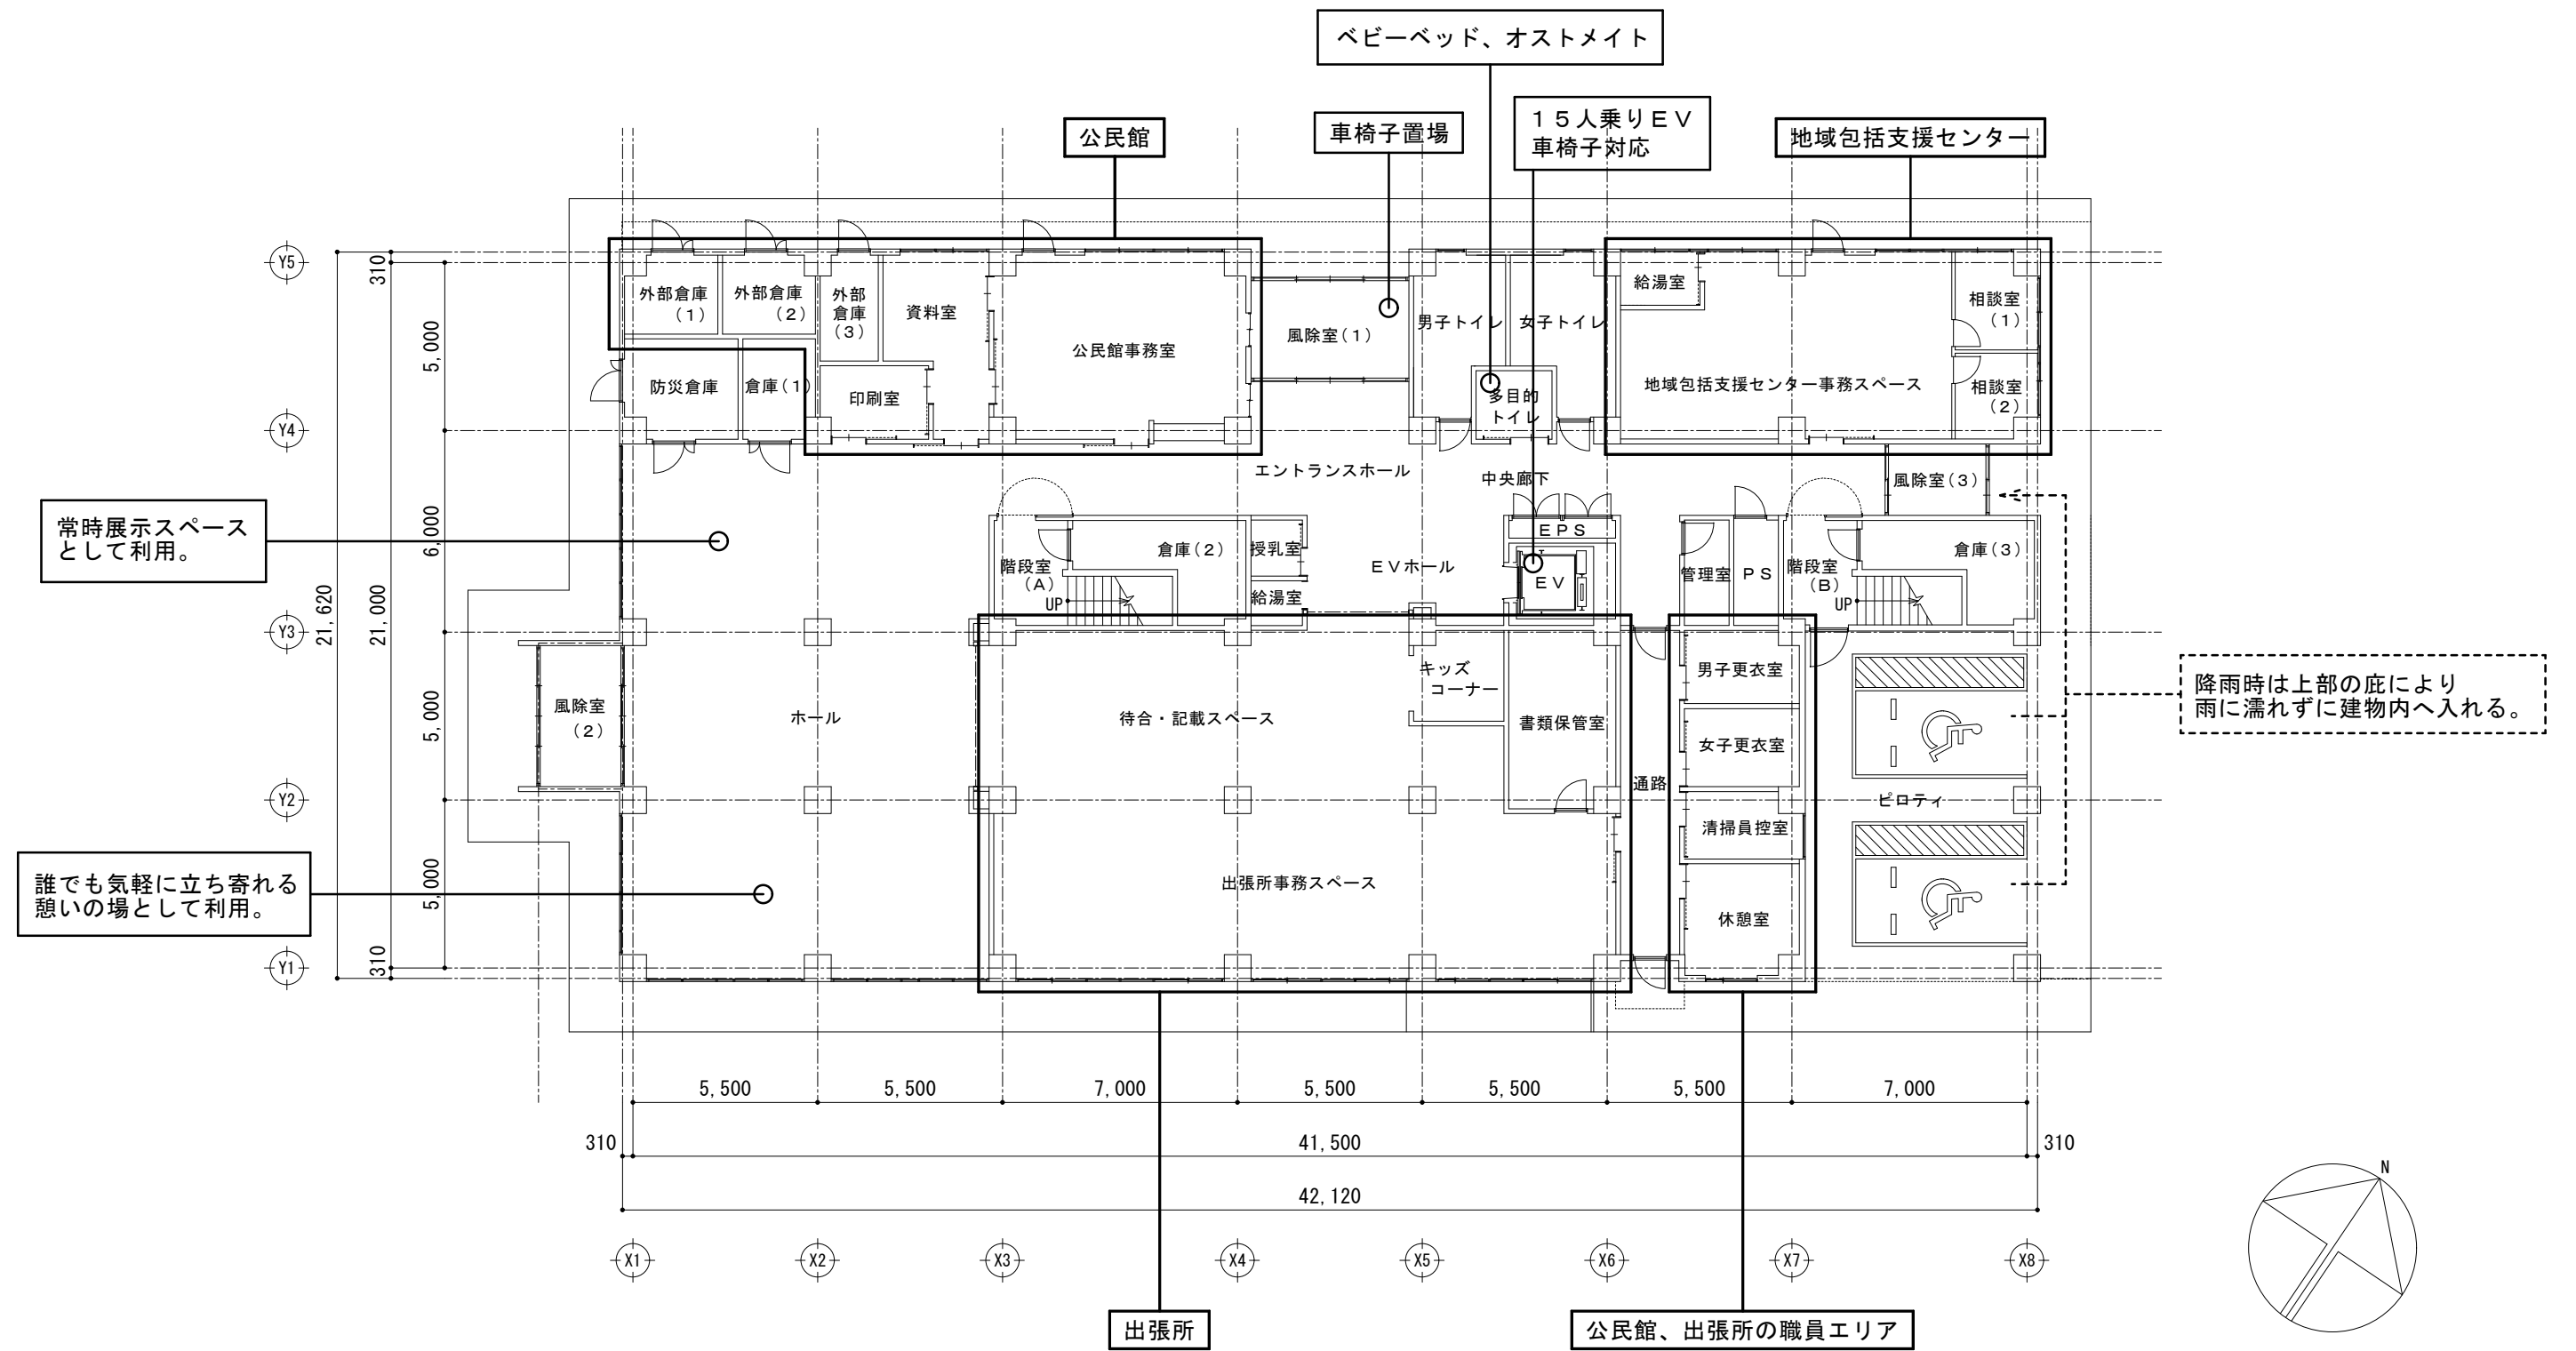 ベビーベッド、オストメイト
１５人乗りＥＶ
車椅子対応
公民館
車椅子置場
地域包括支援センター
Y5
310
外部倉庫
（１）
外部倉庫
（２）
外部
倉庫
（３）
資料室
公民館事務室
風除室（１）
男子トイレ
女子トイレ
給湯室
相談室
（１）
5,000
防災倉庫
倉庫（１）
印刷室
多目的
トイレ
地域包括支援センター事務スペース
相談室
（２）
Y4
エントランスホール
中央廊下
風除室（３）
常時展示スペース
として利用。
6,000
21,620
21,000
階段室
（Ａ）
UP
倉庫（２）
授乳室
給湯室
ＥＶホール
ＥＰＳ
ＥＶ
管理室
ＰＳ
階段室
（Ｂ）
UP
倉庫（３）
Y3
風除室
（２）
5,000
ホール
待合・記載スペース
キッズ
コーナー
書類保管室
通路
男子更衣室
女子更衣室
降雨時は上部の庇により
雨に濡れずに建物内へ入れる。
Y2
ピロティ
清掃員控室
誰でも気軽に立ち寄れる
憩いの場として利用。
5,000
出張所事務スペース
休憩室
Y1
310
5,500
5,500
7,000
5,500
5,500
5,500
7,000
310
41,500
310
42,120
N
X1
X2
X3
X4
X5
X6
X7
X8
出張所
公民館、出張所の職員エリア